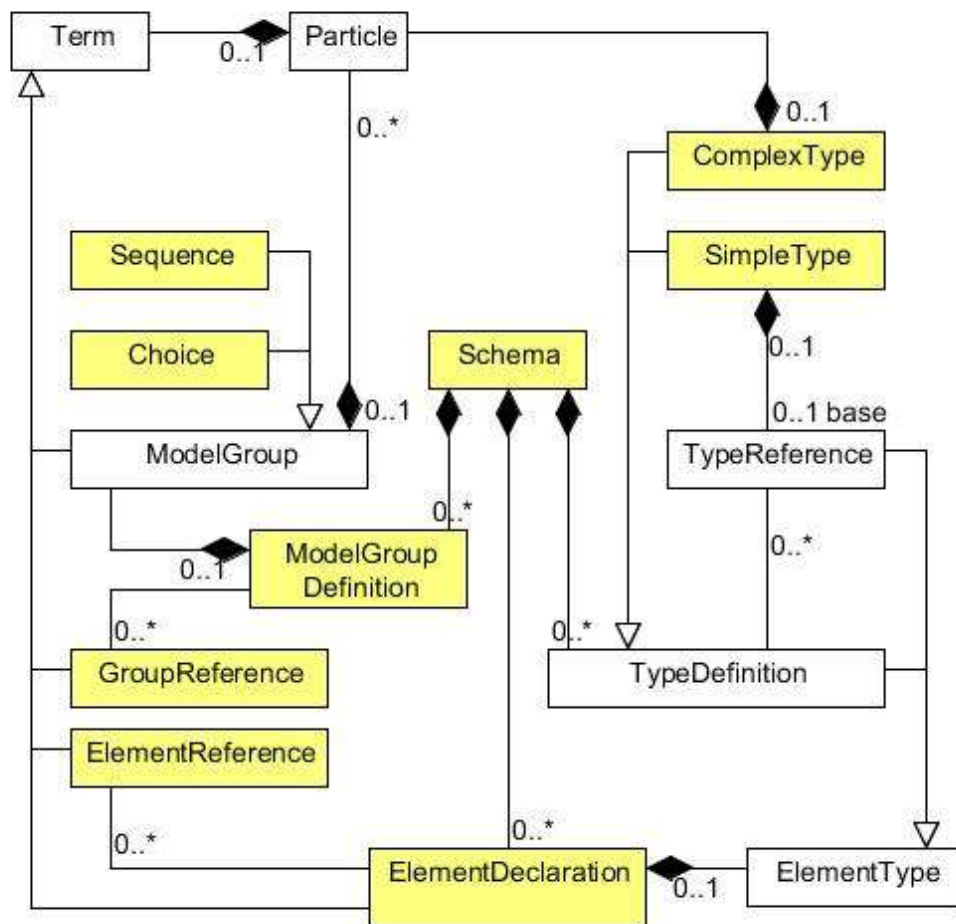 Term
Particle
0..1
0..1
0..*
ComplexType
Sequence
SimpleType
Choice
Schema
0..1
0..1
0..1 base
ModelGroup
TypeReference
0..*
0..*
0..1
ModelGroup
Definition
0..*
0..*
GroupReference
TypeDefinition
ElementReference
0..*
0..*
ElementDeclaration
0..1
ElementType